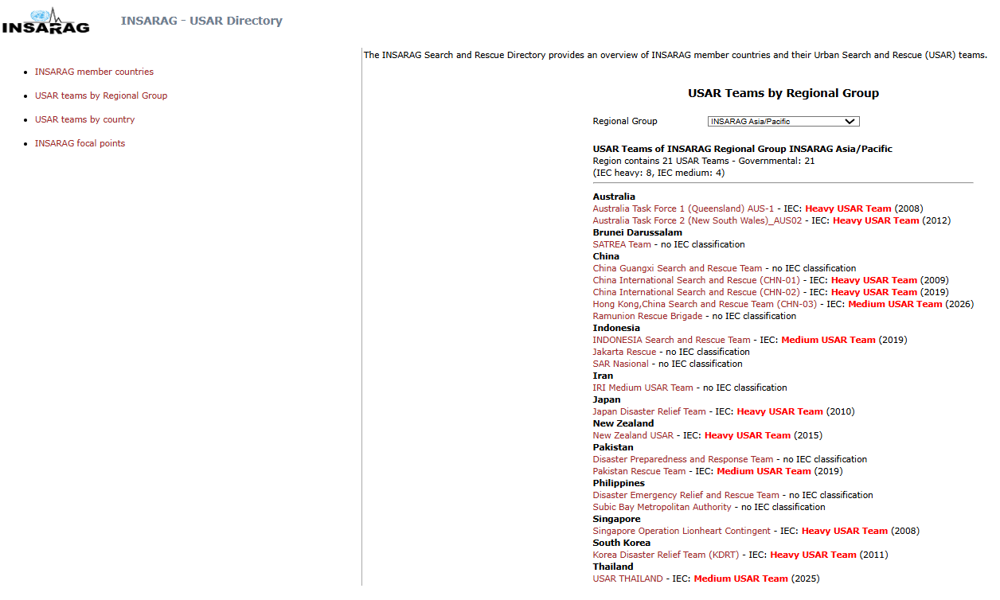 INSARAG
INSARAG - USAR Directory
INSARAG member countries
USAR teams by Regional Group
USAR teams by country
INSARAG focal points
The INSARAG Search and Rescue Directory provides an overview of INSARAG member countries and their Urban Search and Rescue (USAR) teams.
USAR Teams by Regional Group
Regional Group INSARAG Asia/Pacific
USAR Teams of INSARAG Regional Group INSARAG Asia/Pacific
Region contains 21 USAR Teams - Governmental: 21
(IEC heavy: 8, IEC medium: 4)
Australia
Australia Task Force 1 (Queensland) AUS-1 - IEC: Heavy USAR Team (2008)
Australia Task Force 2 (New South Wales)_AUS02 - IEC: Heavy USAR Team (2012)
Brunei Darussalam
SATREA Team - no IEC classification
China
China Guangxi Search and Rescue Team - no IEC classification
China International Search and Rescue (CHN-01) - IEC: Heavy USAR Team (2009)
China International Search and Rescue (CHN-02) - IEC: Heavy USAR Team (2019)
Hong Kong,China Search and Rescue Team (CHN-03) - IEC: Medium USAR Team (2026)
Ramunion Rescue Brigade - no IEC classification
Indonesia
INDONESIA Search and Rescue Team - IEC: Medium USAR Team (2019)
Jakarta Rescue - no IEC classification
SAR Nasional - no IEC classification
Iran
IRI Medium USAR Team - no IEC classification
Japan
Japan Disaster Relief Team - IEC: Heavy USAR Team (2010)
New Zealand
New Zealand USAR - IEC: Heavy USAR Team (2015)
Pakistan
Disaster Preparedness and Response Team - no IEC classification
Pakistan Rescue Team - IEC: Medium USAR Team (2019)
Philippines
Disaster Emergency Relief and Rescue Team - no IEC classification
Subic Bay Metropolitan Authority - no IEC classification
Singapore
Singapore Operation Lionheart Contingent - IEC: Heavy USAR Team (2008)
South Korea
Korea Disaster Relief Team (KDRT) - IEC: Heavy USAR Team (2011)
Thailand
USAR THAILAND - IEC: Medium USAR Team (2025)